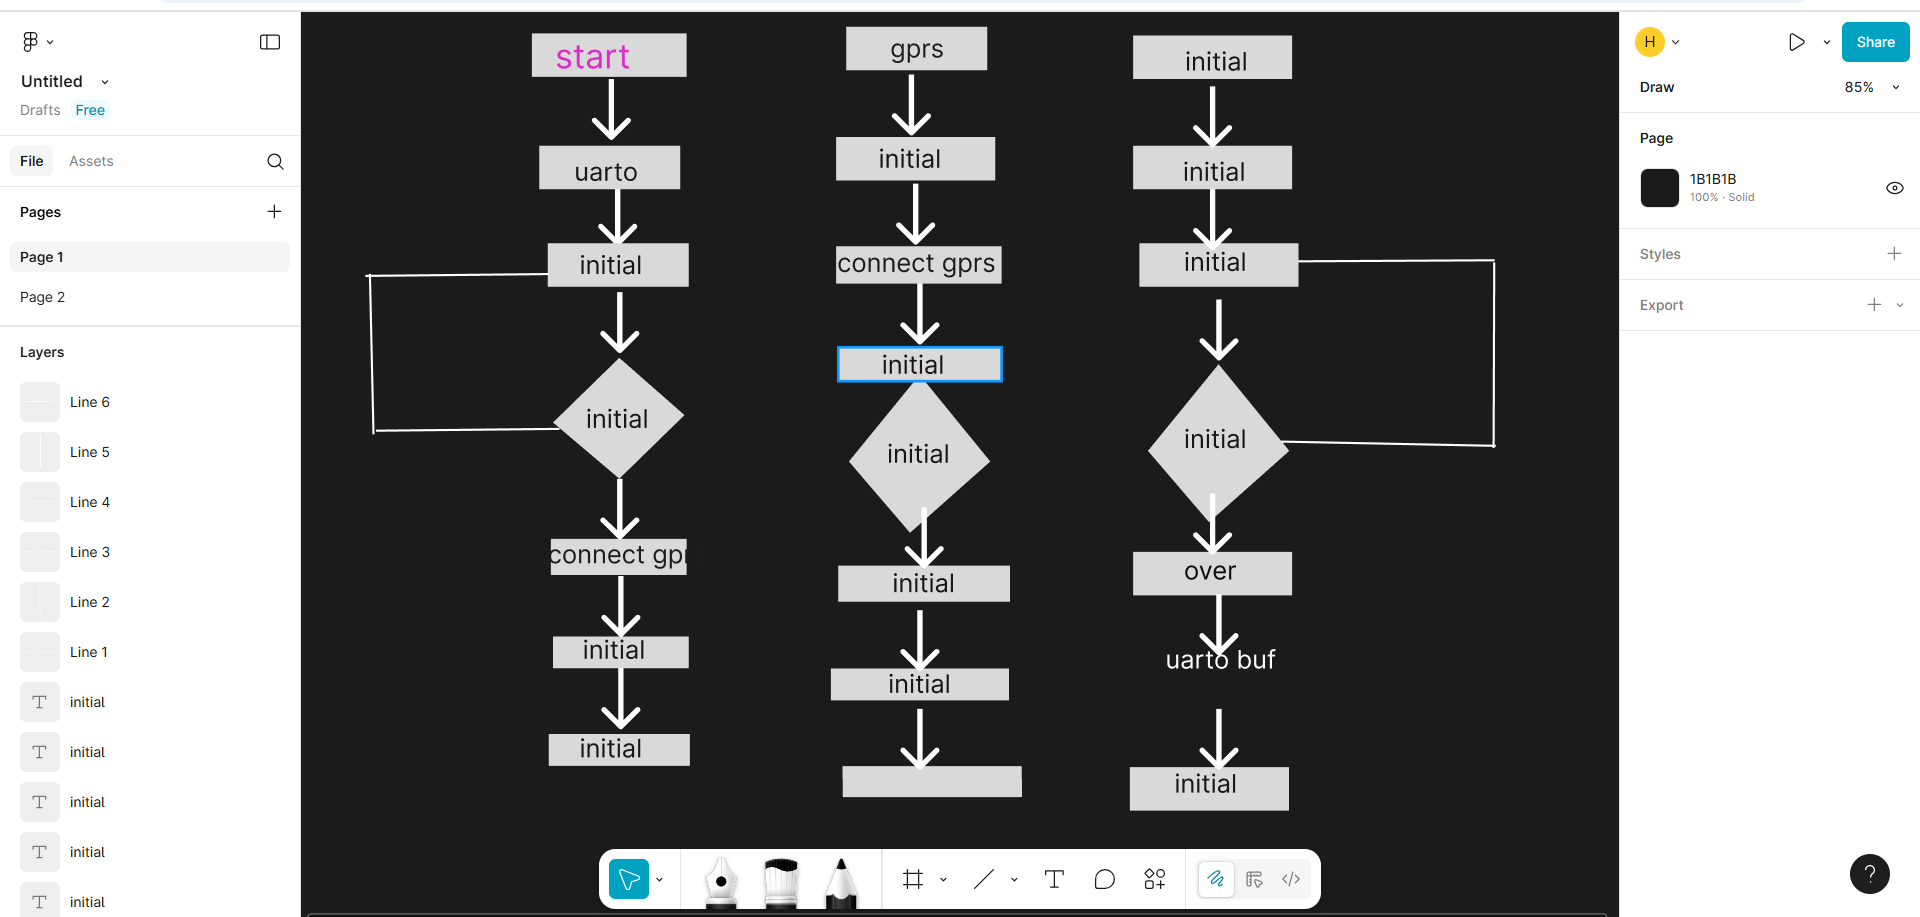 Untitled
Drafts
Free
File
Assets
Pages
Page 1
Page 2
Layers
Line 6
Line 5
Line 4
Line 3
Line 2
Line 1
initial
initial
initial
initial
initial
start
uarto
initial
initial
connect gpr
initial
initial
gprs
initial
connect gprs
initial
initial
initial
initial
initial
initial
initial
initial
over
uarto buf
initial
H
Share
Draw
85%
Page
1B1B1B
100% · Solid
Styles
Export
?